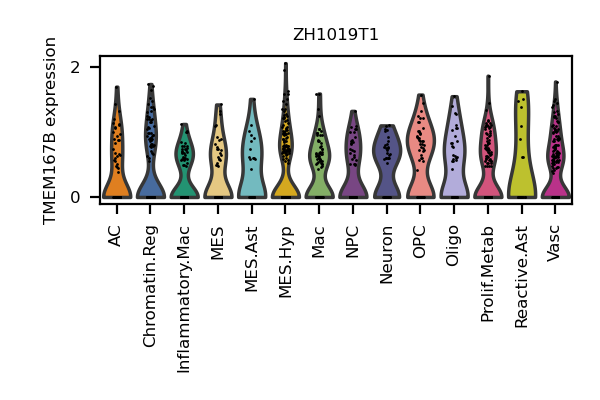 ZH1019T1
TMEM167B expression
2
0
AC
Chromatin.Reg
Inflammatory.Mac
MES
MES.Ast
MES.Hyp
Mac
NPC
Neuron
OPC
Oligo
Prolif.Metab
Reactive.Ast
Vasc